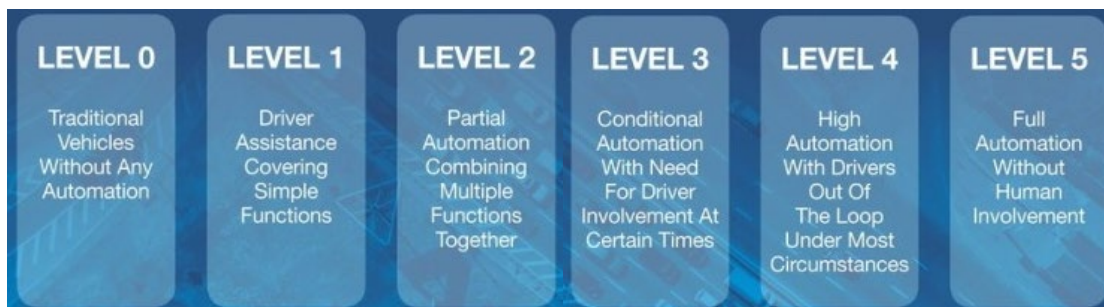 LEVEL 0
Traditional
Vehicles
Without Any
Automation
LEVEL 1
Driver
Assistance
Covering
Simple
Functions
LEVEL 2
Partial
Automation
Combining
Multiple
Functions
Together
LEVEL 3
Conditional
Automation
With Need
For Driver
Involvement At
Certain Times
LEVEL 4
High
Automation
With Drivers
Out Of
The Loop
Under Most
Circumstances
LEVEL 5
Full
Automation
Without
Human
Involvement